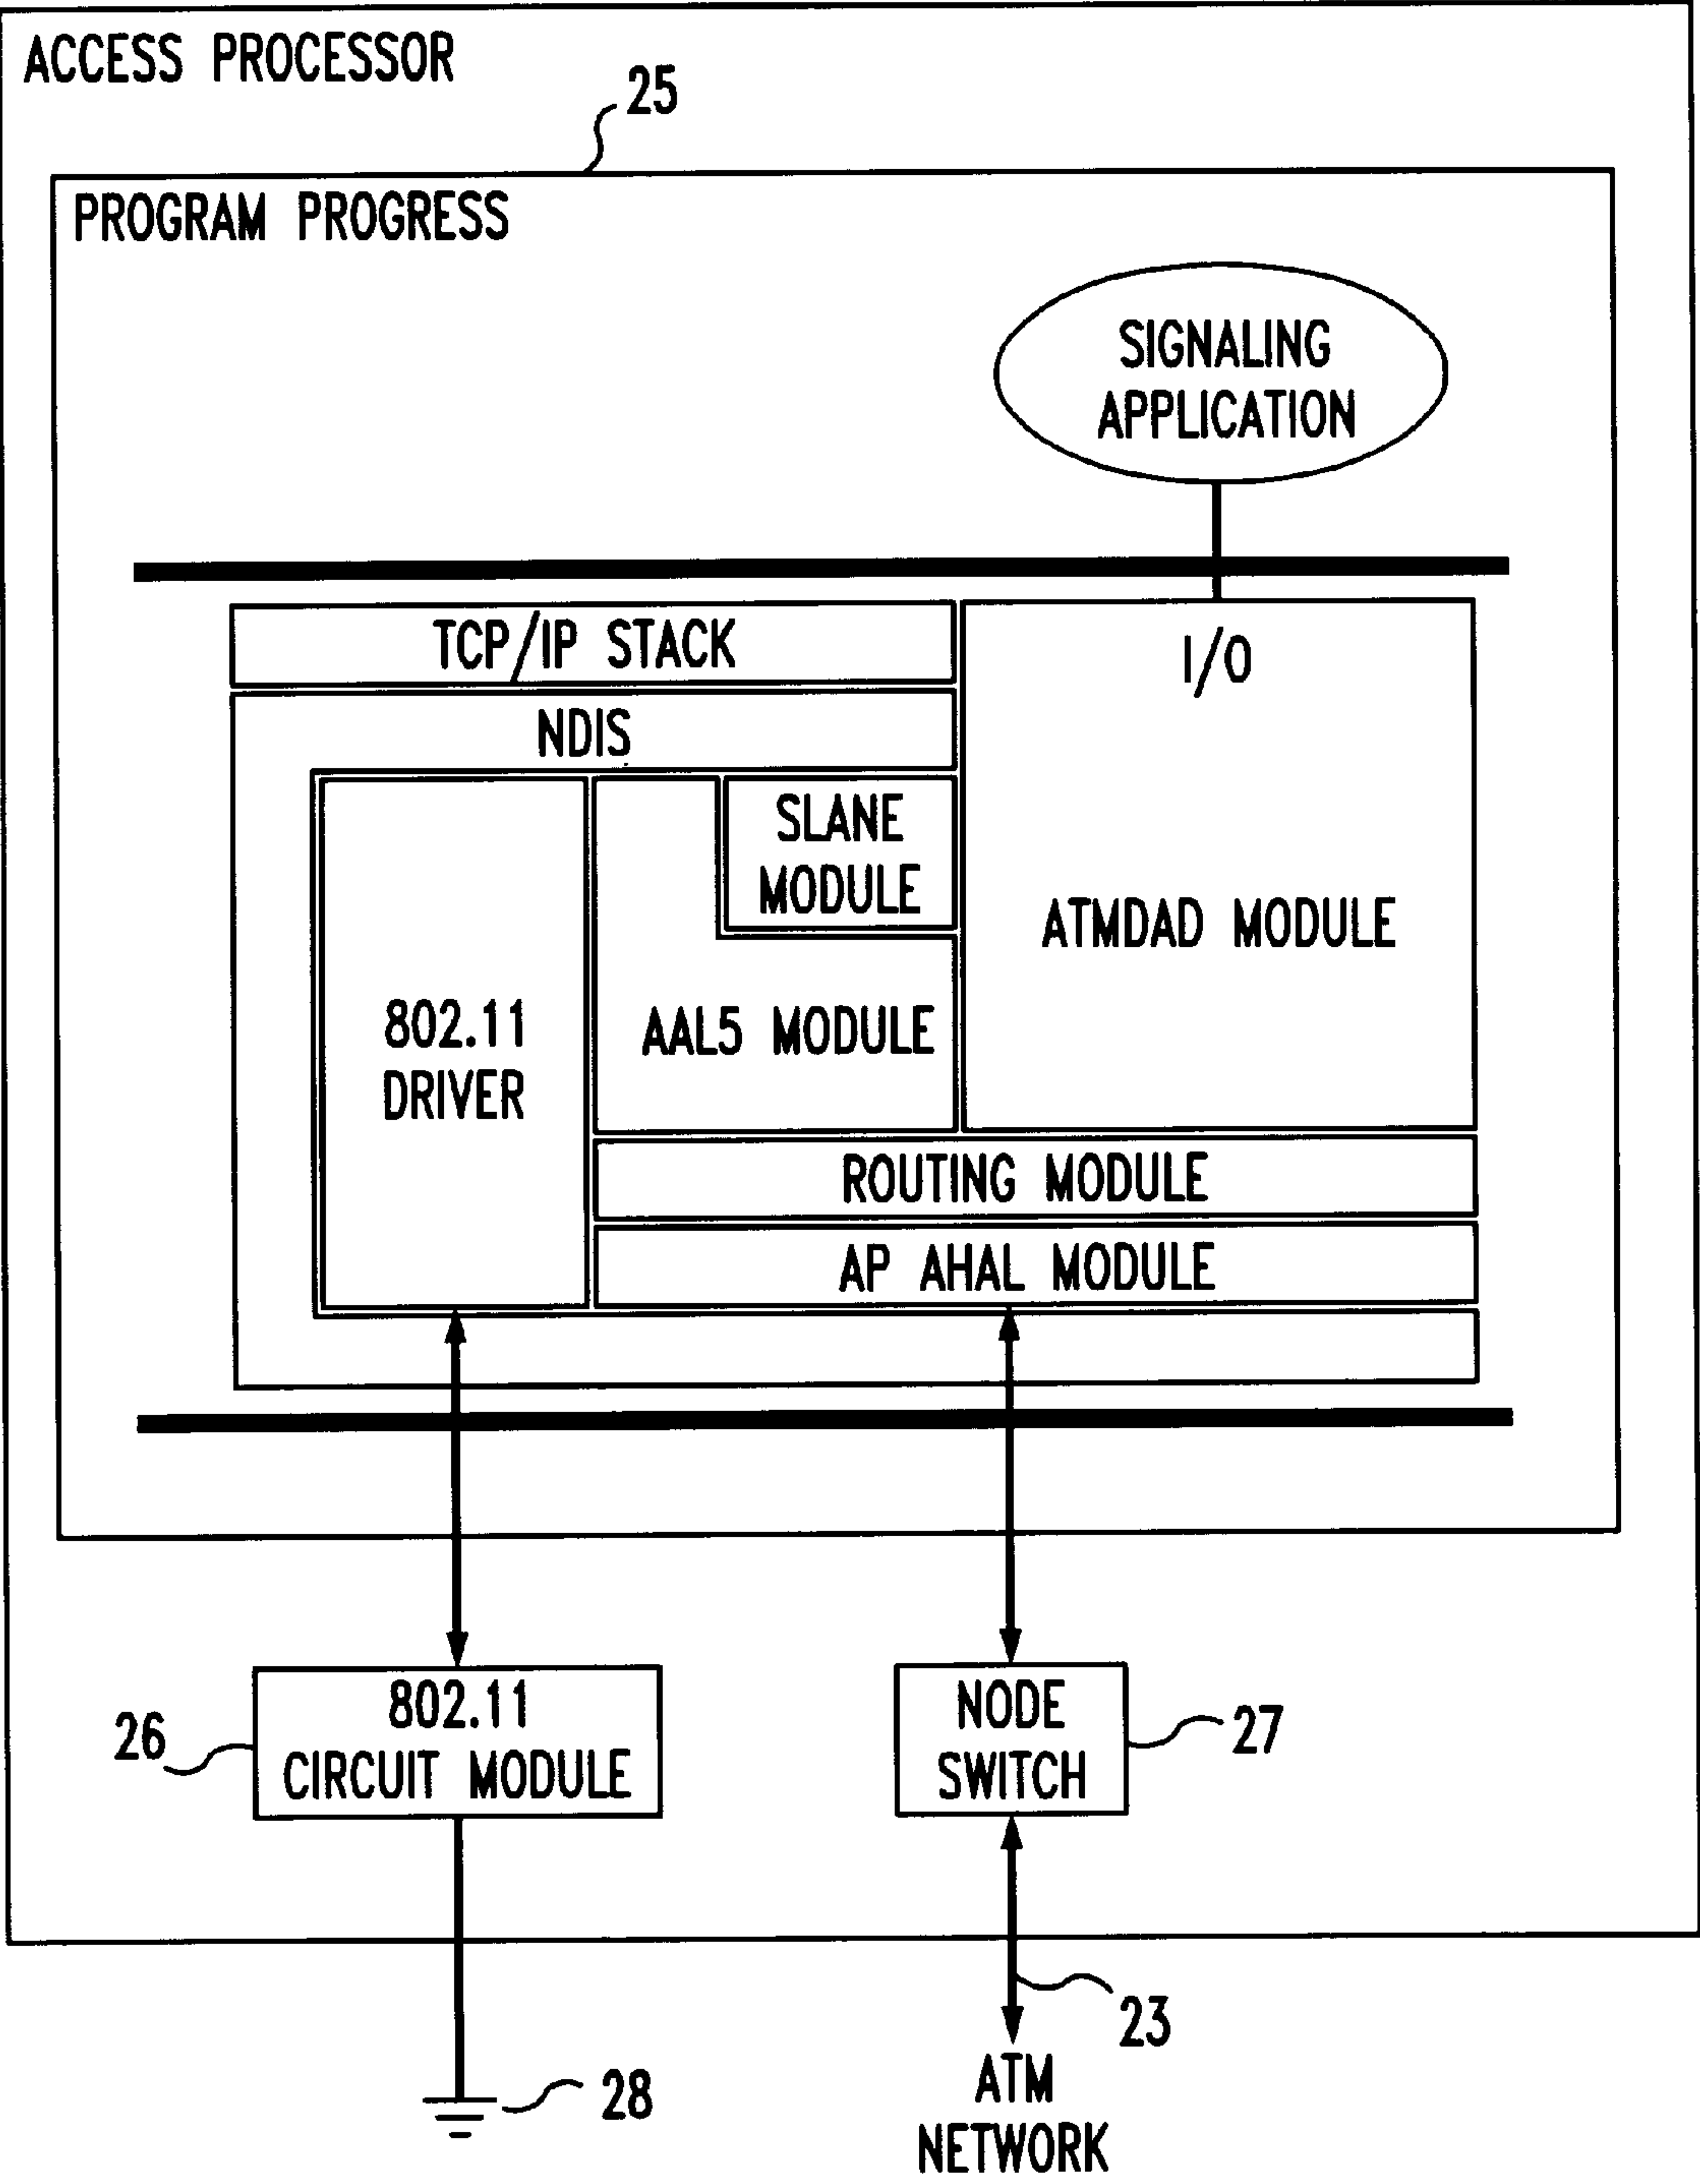 ACCESS PROCESSOR
25
PROGRAM PROGRESS
SIGNALING
APPLICATION
TCP/IP STACK
I/O
NDIS
SLANE
MODULE
ATMDAD MODULE
802.11
DRIVER
AAL5 MODULE
ROUTING MODULE
AP AHAL MODULE
26
802.11
CIRCUIT MODULE
NODE
SWITCH
27
23
28
ATM
NETWORK